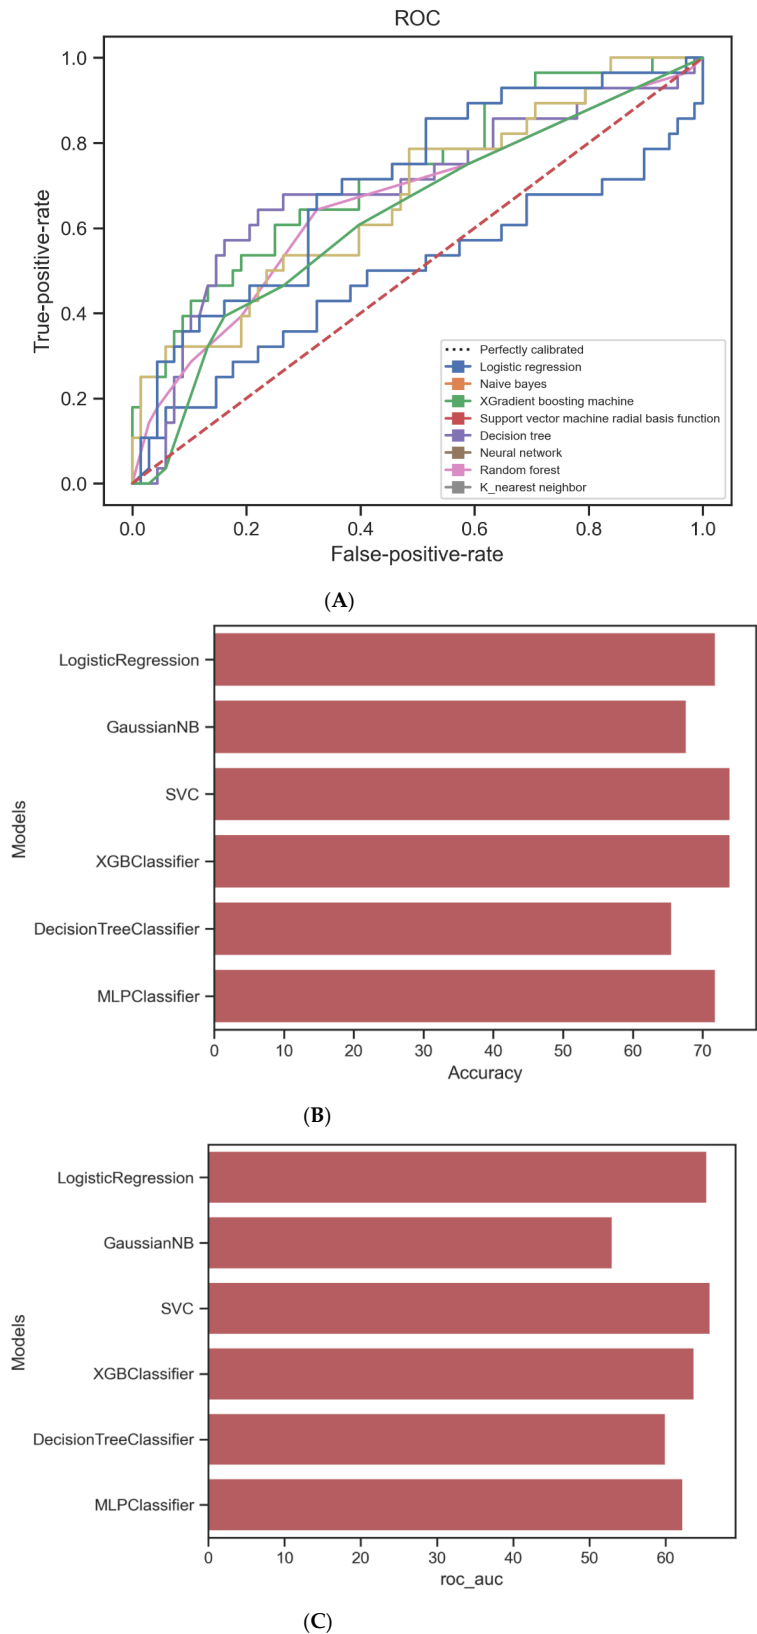 ROC
1.0
0.8
0.6
0.4
0.2
0.0
True-positive-rate
Perfectly calibrated
Logistic regression
Naive bayes
XGradient boosting machine
Support vector machine radial basis function
Decision tree
Neural network
Random forest
K_nearest neighbor
0.0 0.2 0.4 0.6 0.8 1.0
False-positive-rate
(A)
Models
LogisticRegression
GaussianNB
SVC
XGBClassifier
DecisionTreeClassifier
MLPClassifier
0 10 20 30 40 50 60 70
Accuracy
(B)
Models
LogisticRegression
GaussianNB
SVC
XGBClassifier
DecisionTreeClassifier
MLPClassifier
0 10 20 30 40 50 60
roc_auc
(C)